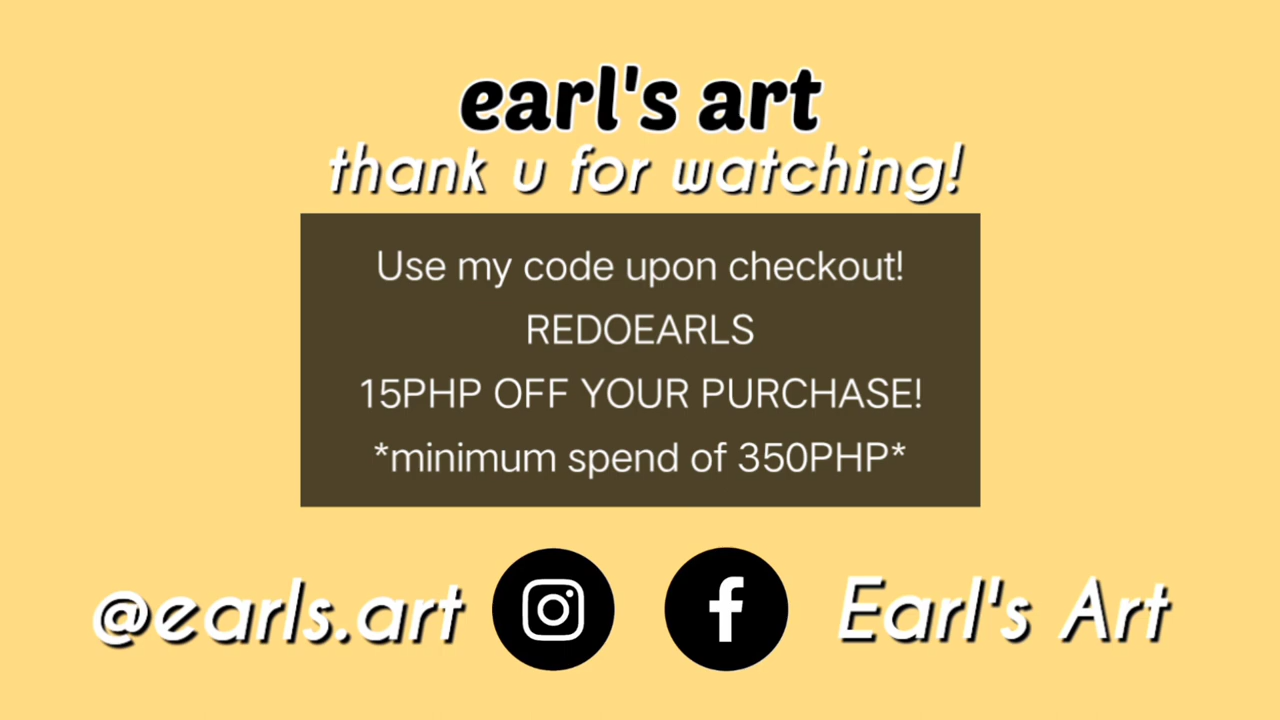 earl's art
thank u for watching!
Use my code upon checkout!
REDOEARLS
15PHP OFF YOUR PURCHASE!
*minimum spend of 350PHP*
@earls.art
Earl's Art